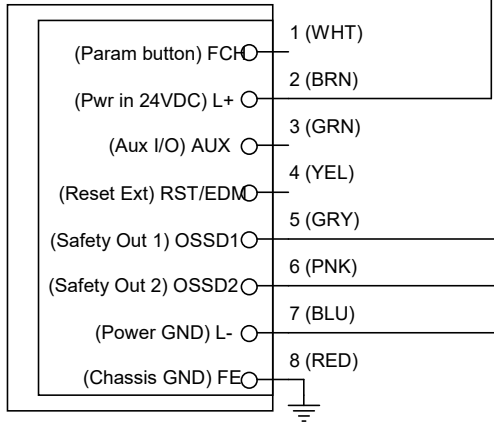 1 (WHT)
(Param button) FCH
2 (BRN)
(Pwr in 24VDC) L+
3 (GRN)
(Aux I/O) AUX
4 (YEL)
(Reset Ext) RST/EDM
5 (GRY)
(Safety Out 1) OSSD1
6 (PNK)
(Safety Out 2) OSSD2
7 (BLU)
(Power GND) L-
8 (RED)
(Chassis GND) FE